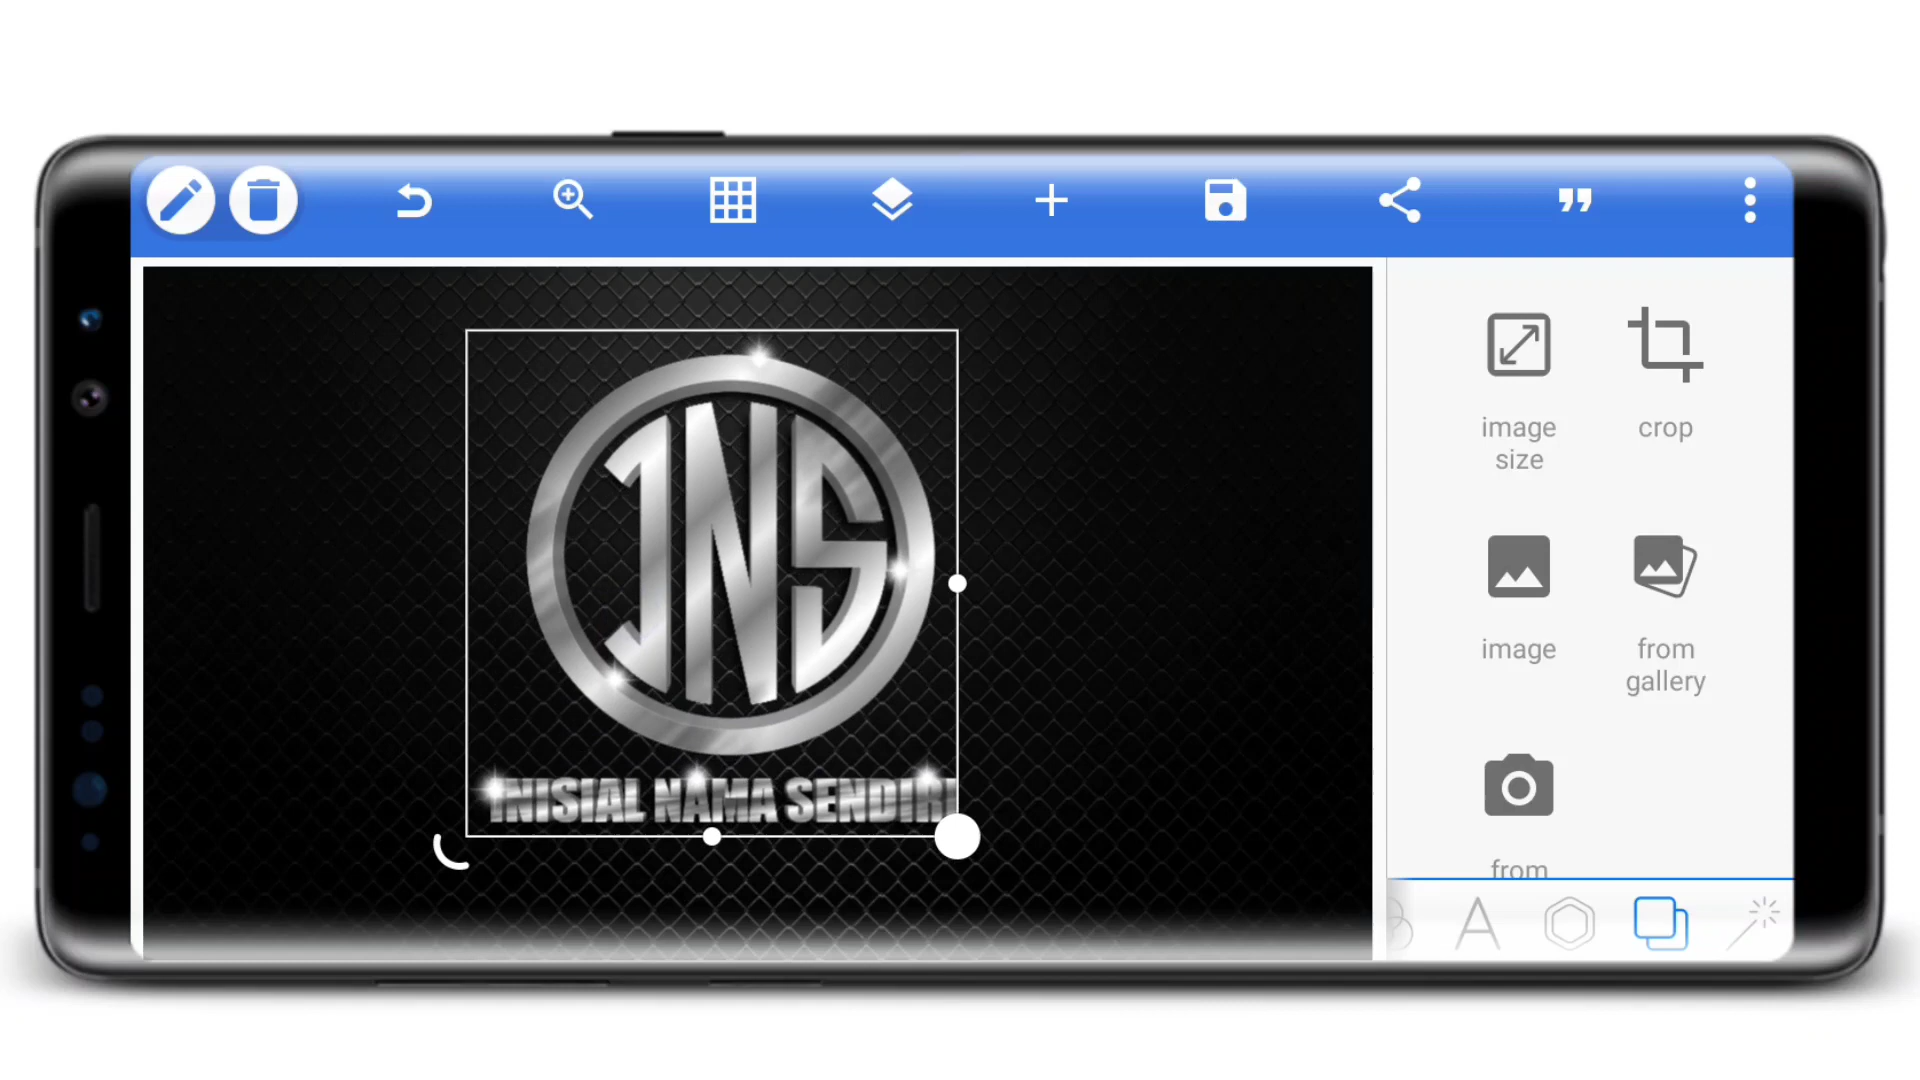 JNS
INISIAL NAMA SENDIRI
image
size
crop
image
from
gallery
from